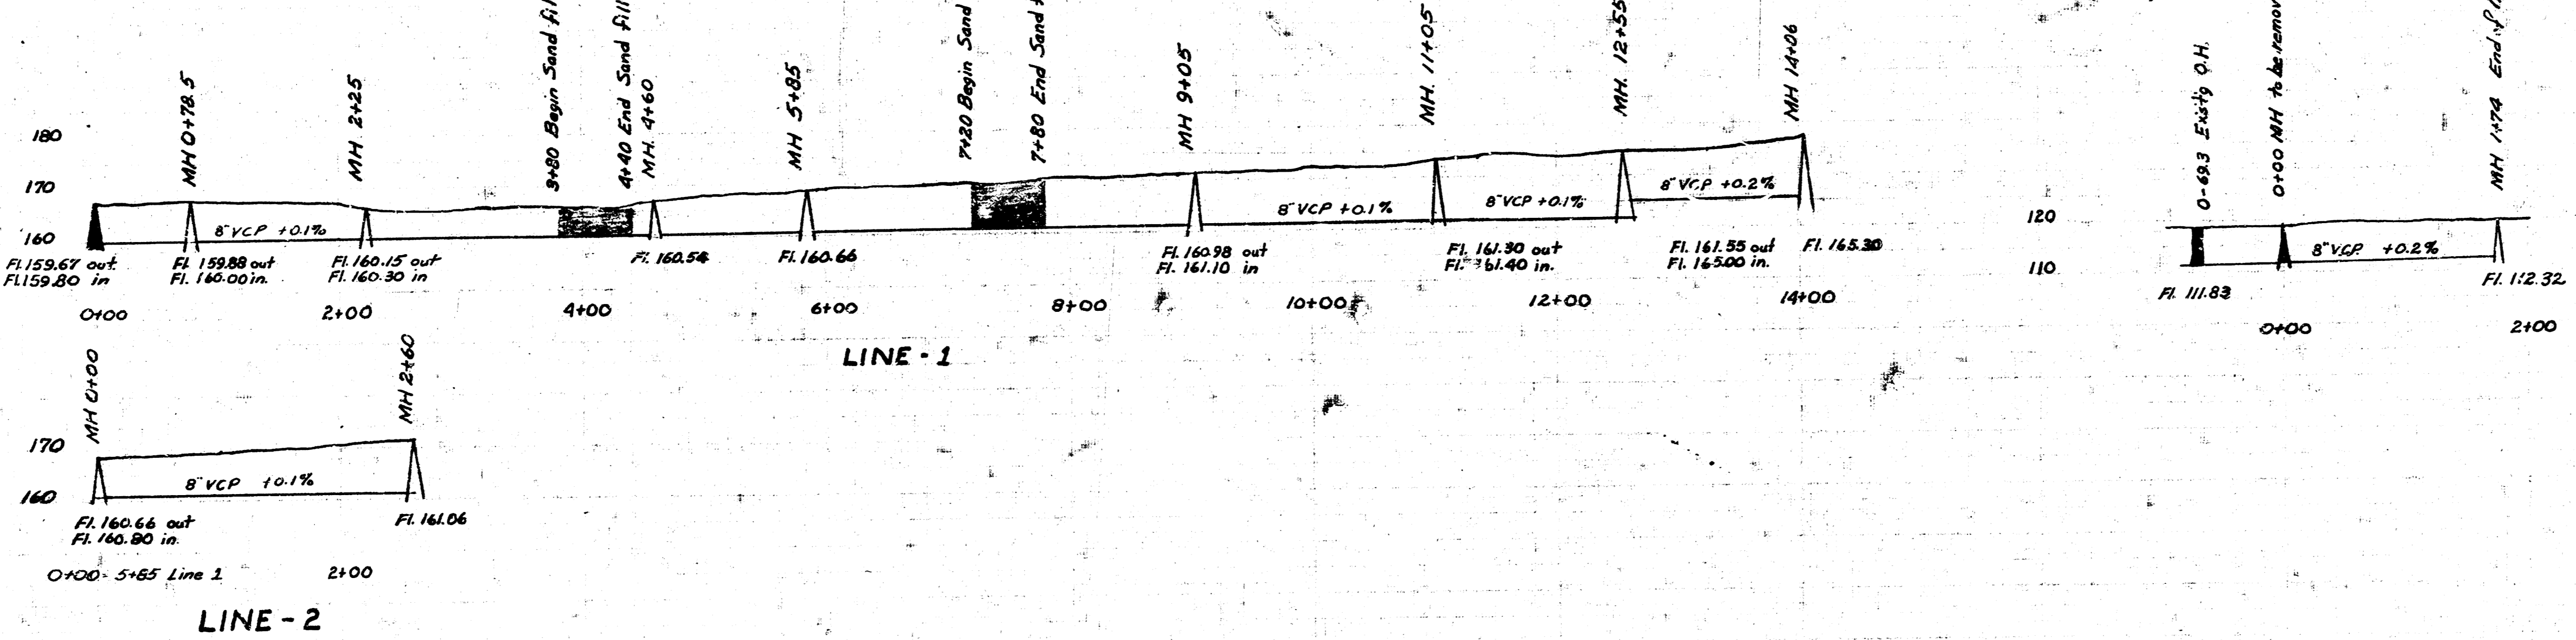 MH 0+78.5
MH 2+25
3+80 Begin Sand fil
4+40 End Sand fill
MH. 4+60
MH 5+85
7+20 Begin Sand
7+80 End Sand
MH 9+05
MH. 11+05
MH. 12+55
MH 14+06
0-69.3 Exist'g O.H.
0+00 MH to be remov
MH 1+74 End of
180
170
160
8" VCP +0.1%
8" VCP +0.1%
8" VCP +0.1%
8" VCP +0.2%
120
110
8" VCP +0.2%
Fl. 159.67 out
Fl. 159.80 in
Fl. 159.88 out
Fl. 160.00 in.
Fl. 160.15 out
Fl. 160.30 in
Fl. 160.54
Fl. 160.66
Fl. 160.98 out
Fl. 161.10 in
Fl. 161.30 out
Fl. 161.40 in.
Fl. 161.55 out
Fl. 165.00 in.
Fl. 165.30
Fl. 111.83
Fl. 112.32
0+00
2+00
4+00
6+00
8+00
10+00
12+00
14+00
0+00
2+00
LINE - 1
MH 0+00
MH 2+60
170
160
8" VCP +0.1%
Fl. 160.66 out
Fl. 160.80 in.
Fl. 161.06
0+00 = 5+85 Line 1
2+00
LINE - 2